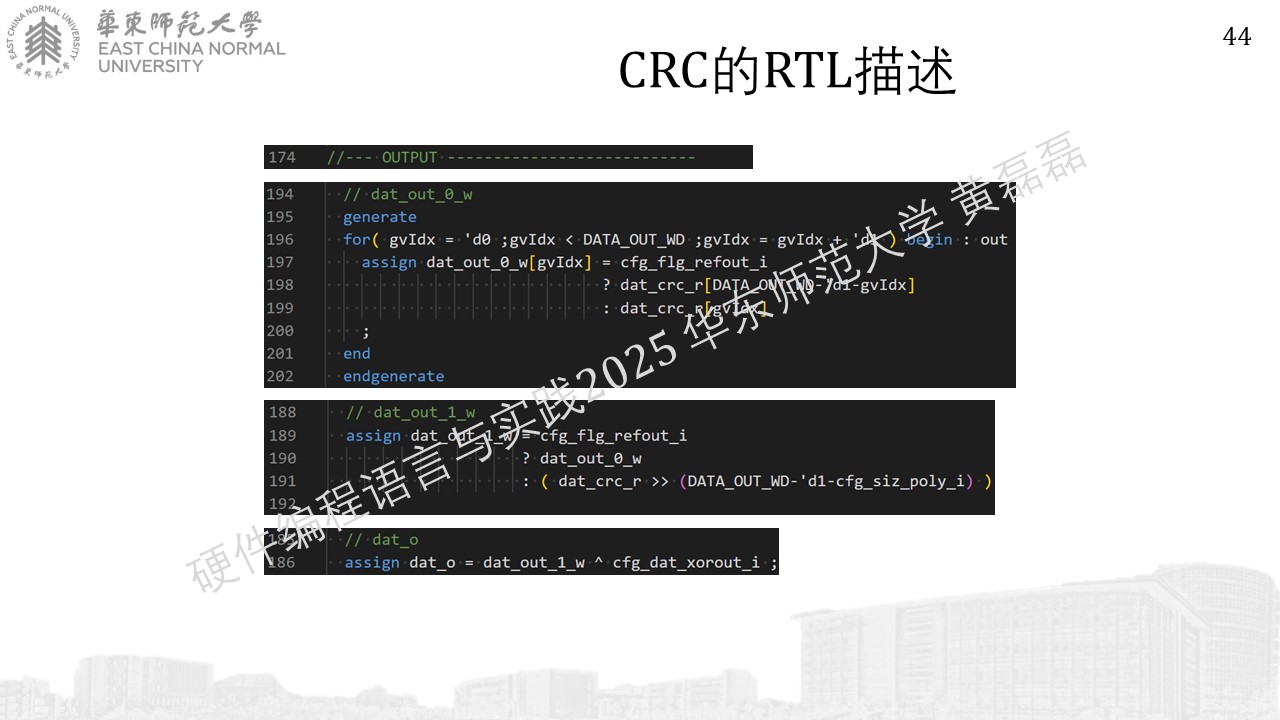 華東師范大學
EAST CHINA NORMAL
UNIVERSITY
EAST CHINA NORMAL UNIVERSITY
華東師范大學
44
CRC的RTL描述
174 //--- OUTPUT ---------------------------
194 // dat_out_0_w
195 generate
196 for( gvIdx = 'd0 ;gvIdx < DATA_OUT_WD ;gvIdx = gvIdx + 'd1 ) begin : out
197 assign dat_out_0_w[gvIdx] = cfg_flg_refout_i
198 ? dat_crc_r[DATA_OUT_WD-'d1-gvIdx]
199 : dat_crc_r[gvIdx]
200 ;
201 end
202 endgenerate
188 // dat_out_1_w
189 assign dat_out_1_w = cfg_flg_refout_i
190 ? dat_out_0_w
191 : ( dat_crc_r >> (DATA_OUT_WD-'d1-cfg_siz_poly_i) )
192
185 // dat_o
186 assign dat_o = dat_out_1_w ^ cfg_dat_xorout_i ;
硬件编程语言与实践2025 华东师范大学 黄磊磊